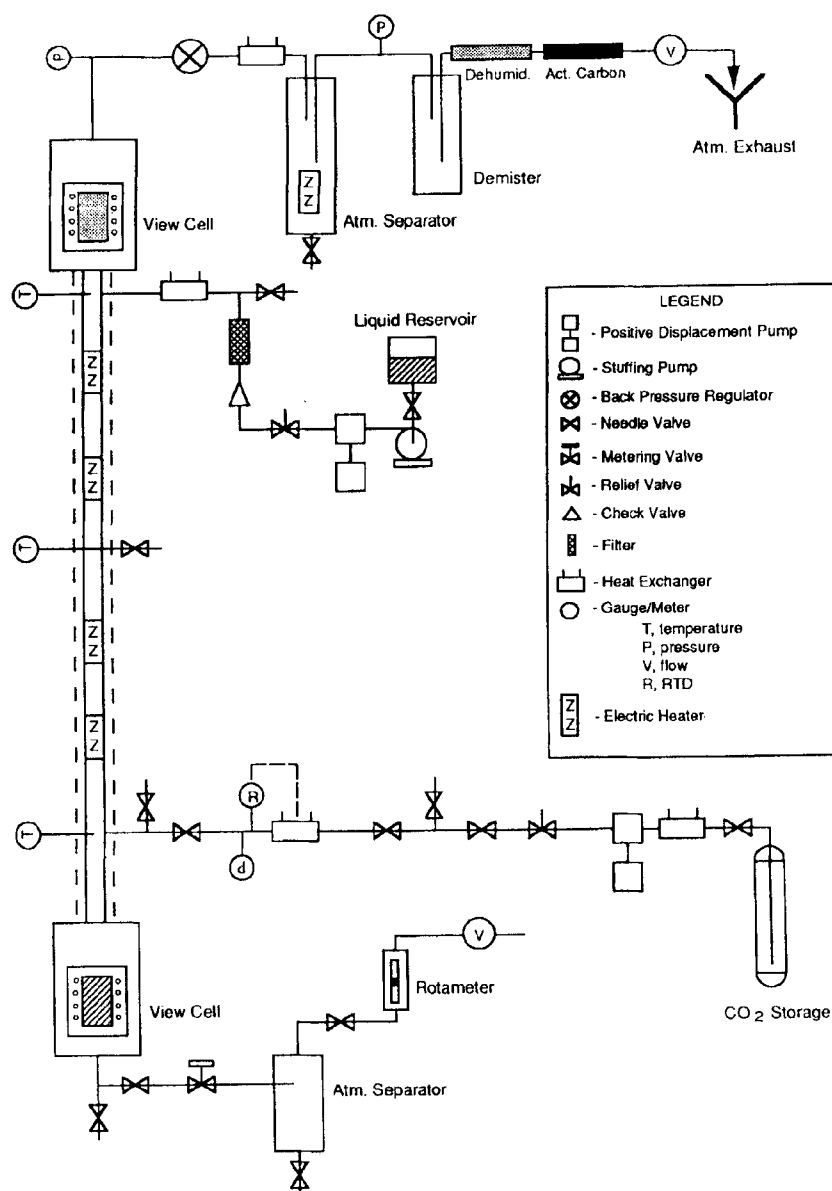 P
P
V
Dehumid.
Act. Carbon
Atm. Exhaust
Demister
View Cell
Z
Z
Atm. Separator
T
Liquid Reservoir
Z
Z
Z
Z
T
Z
Z
Z
Z
LEGEND
- Positive Displacement Pump
- Stuffing Pump
- Back Pressure Regulator
- Needle Valve
- Metering Valve
- Relief Valve
- Check Valve
- Filter
- Heat Exchanger
- Gauge/Meter
T, temperature
P, pressure
V, flow
R, RTD
Z
Z
- Electric Heater
R
T
P
V
Rotameter
View Cell
CO2 Storage
Atm. Separator